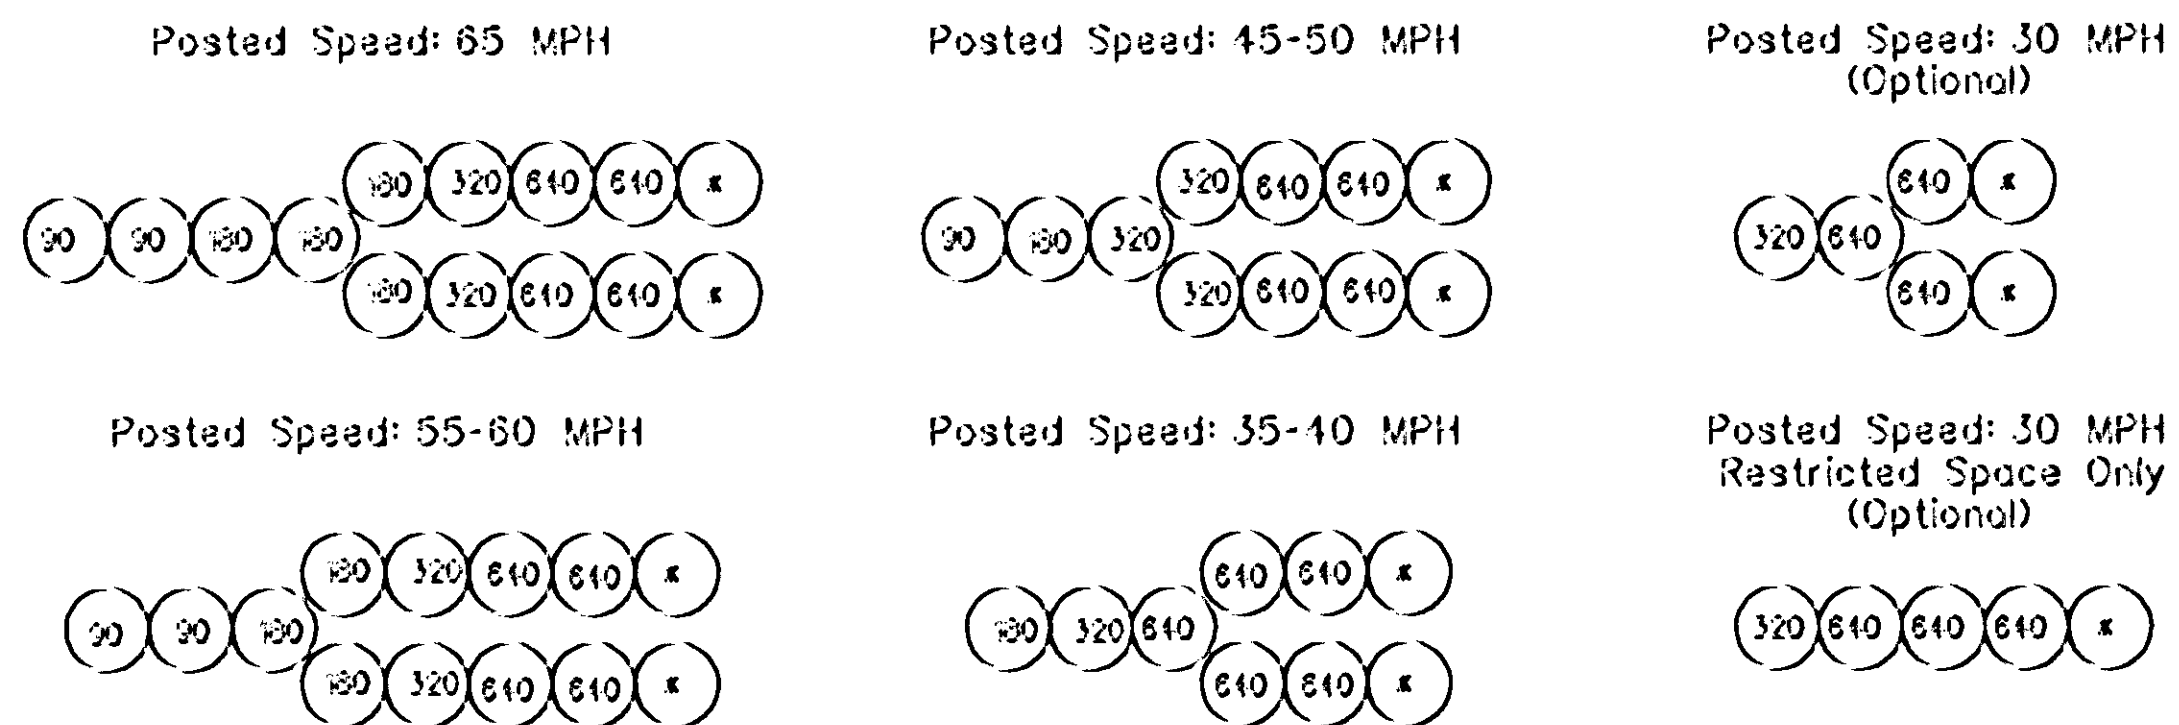 Posted Speed: 65 MPH
180 320 640 640 *
90 90 180 180
180 320 640 640 *
Posted Speed: 45-50 MPH
320 640 640 *
90 180 320
320 640 640 *
Posted Speed: 30 MPH
(Optional)
640 *
320 640
640 *
Posted Speed: 55-60 MPH
180 320 640 640 *
90 90 180
180 320 640 640 *
Posted Speed: 35-40 MPH
640 640 *
180 320 640
640 640 *
Posted Speed: 30 MPH
Restricted Space Only
(Optional)
320 640 640 640 *